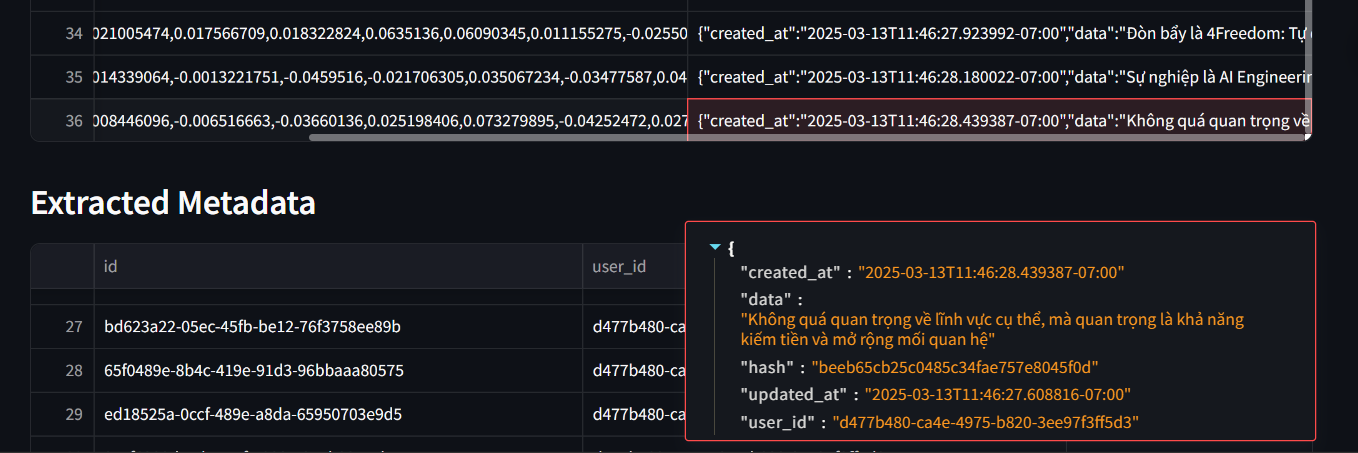 34 021005474,0.017566709,0.018322824,0.0635136,0.06090345,0.011155275,-0.02550 {"created_at":"2025-03-13T11:46:27.923992-07:00","data":"Đòn bẩy là 4Freedom: Tự
35 014339064,-0.0013221751,-0.0459516,-0.021706305,0.035067234,-0.03477587,0.04 {"created_at":"2025-03-13T11:46:28.180022-07:00","data":"Sự nghiệp là AI Engineerin
36 008446096,-0.006516663,-0.03660136,0.025198406,0.073279895,-0.04252472,0.027 {"created_at":"2025-03-13T11:46:28.439387-07:00","data":"Không quá quan trọng về
Extracted Metadata
id user_id
27 bd623a22-05ec-45fb-be12-76f3758ee89b d477b480-ca
28 65f0489e-8b4c-419e-91d3-96bbaaa80575 d477b480-ca
29 ed18525a-0ccf-489e-a8da-65950703e9d5 d477b480-ca
{
"created_at" : "2025-03-13T11:46:28.439387-07:00"
"data" :
"Không quá quan trọng về lĩnh vực cụ thể, mà quan trọng là khả năng
kiếm tiền và mở rộng mối quan hệ"
"hash" : "beeb65cb25c0485c34fae757e8045f0d"
"updated_at" : "2025-03-13T11:46:27.608816-07:00"
"user_id" : "d477b480-ca4e-4975-b820-3ee97f3ff5d3"